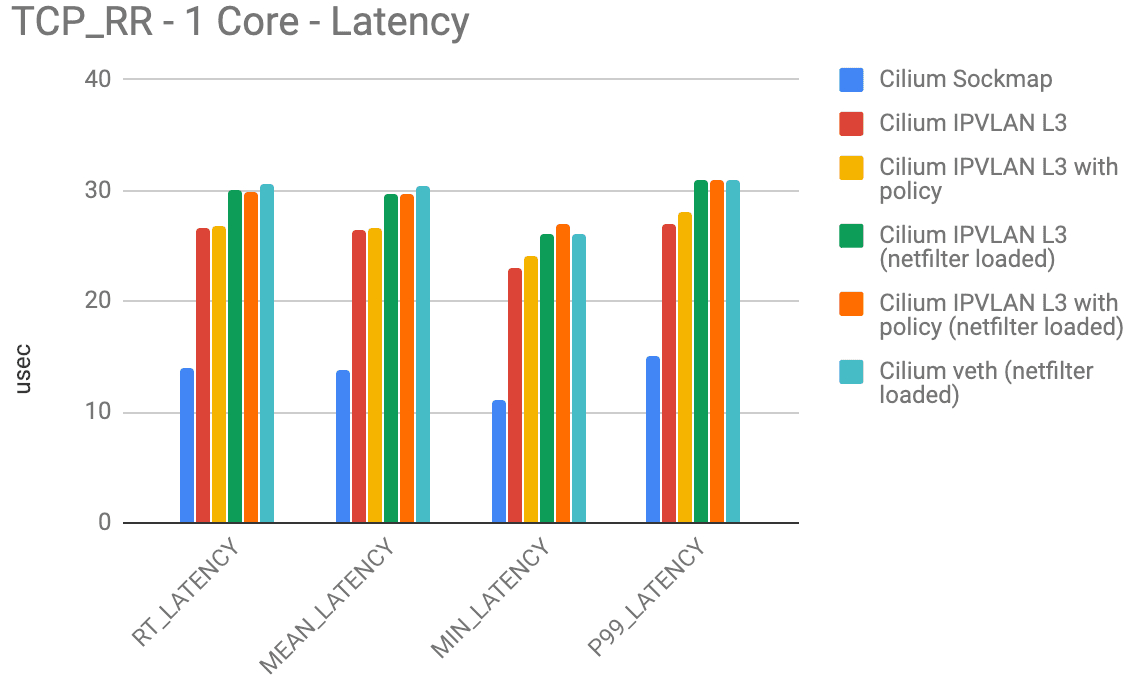 TCP_RR - 1 Core - Latency
40
30
20
10
0
usec
RT_LATENCY
MEAN_LATENCY
MIN_LATENCY
P99_LATENCY
Cilium Sockmap
Cilium IPVLAN L3
Cilium IPVLAN L3 with
policy
Cilium IPVLAN L3
(netfilter loaded)
Cilium IPVLAN L3 with
policy (netfilter loaded)
Cilium veth (netfilter
loaded)